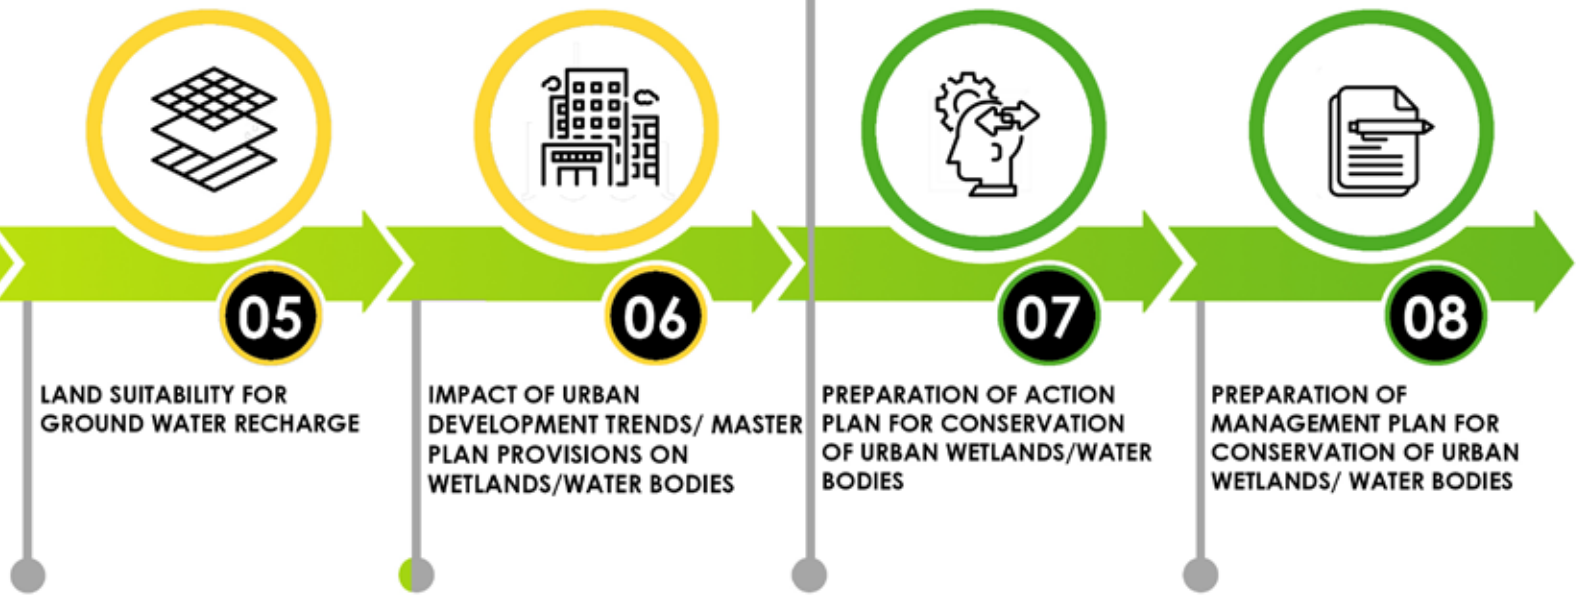 05
LAND SUITABILITY FOR
GROUND WATER RECHARGE
06
IMPACT OF URBAN
DEVELOPMENT TRENDS/ MASTER
PLAN PROVISIONS ON
WETLANDS/WATER BODIES
07
PREPARATION OF ACTION
PLAN FOR CONSERVATION
OF URBAN WETLANDS/WATER
BODIES
08
PREPARATION OF
MANAGEMENT PLAN FOR
CONSERVATION OF URBAN
WETLANDS/ WATER BODIES